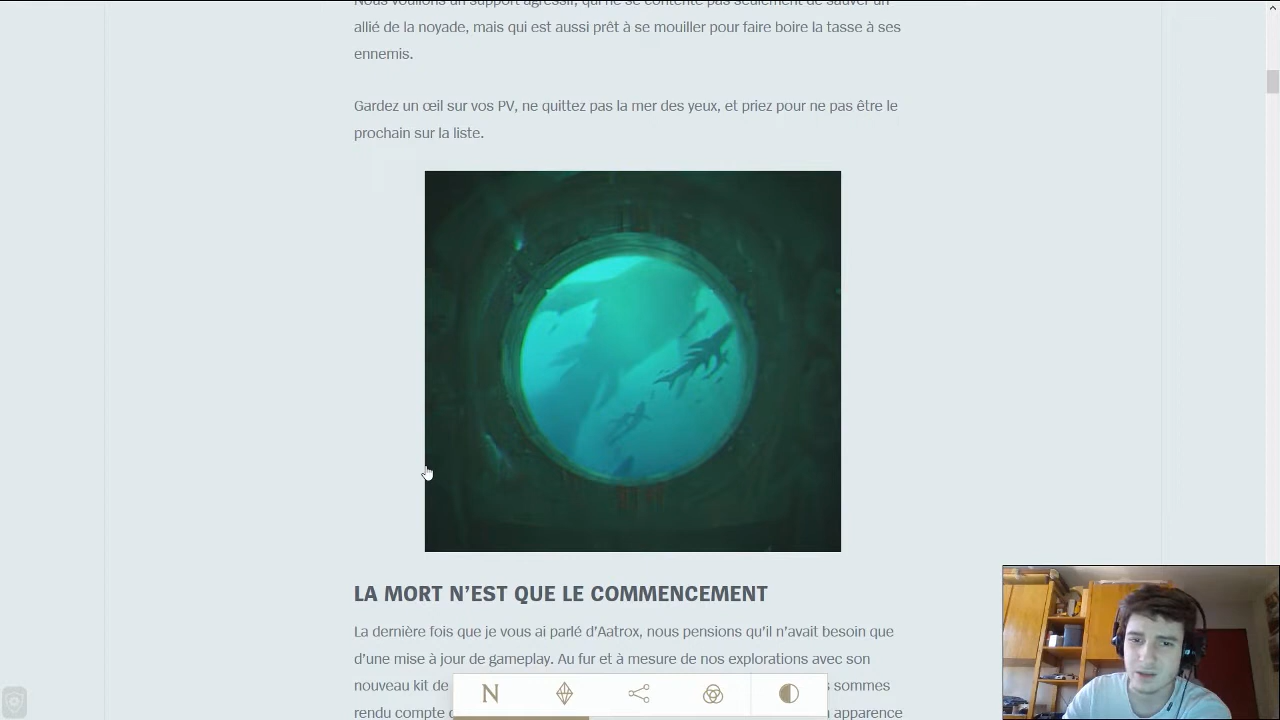 Nous voulions un support agressif, qui ne se contente pas seulement de sauver un
allié de la noyade, mais qui est aussi prêt à se mouiller pour faire boire la tasse à ses
ennemis.
Gardez un œil sur vos PV, ne quittez pas la mer des yeux, et priez pour ne pas être le
prochain sur la liste.
LA MORT N’EST QUE LE COMMENCEMENT
La dernière fois que je vous ai parlé d’Aatrox, nous pensions qu’il n’avait besoin que
d’une mise à jour de gameplay. Au fur et à mesure de nos explorations avec son
nouveau kit de
sommes
rendu compte
apparence
N